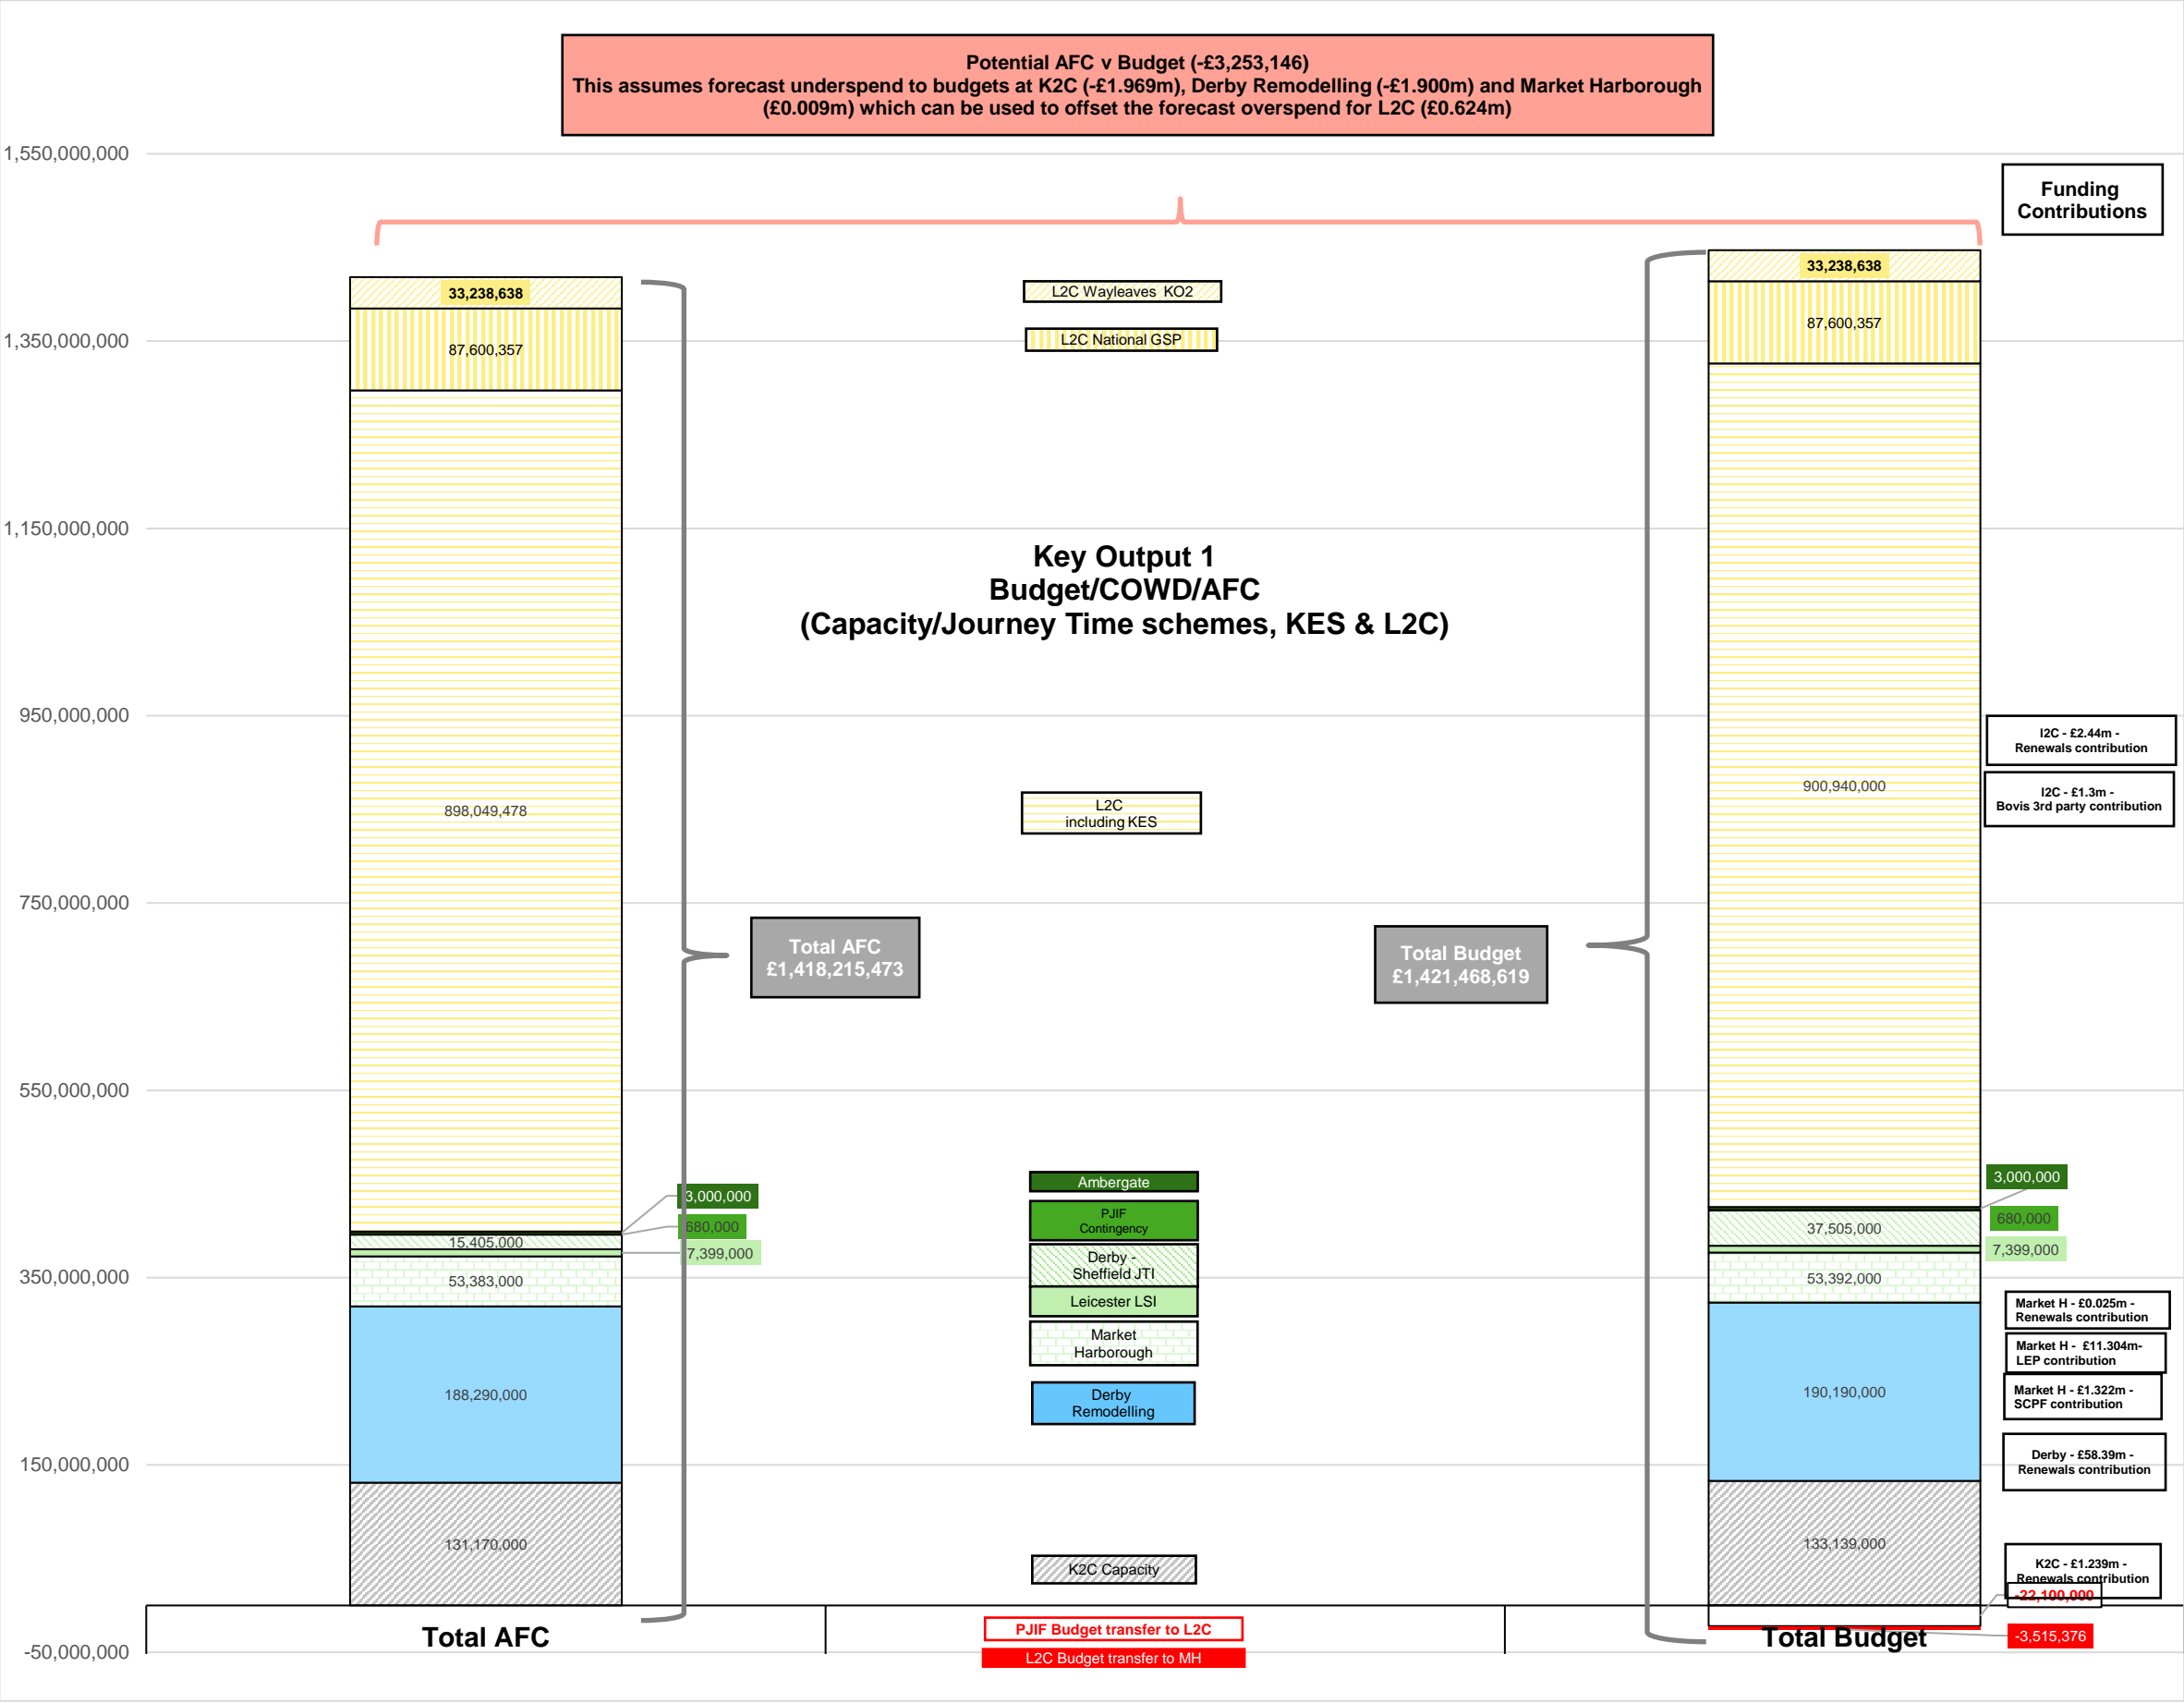 Potential AFC v Budget (-£3,253,146)
This assumes forecast underspend to budgets at K2C (-£1.969m), Derby Remodelling (-£1.900m) and Market Harborough
(£0.009m) which can be used to offset the forecast overspend for L2C (£0.624m)
1,550,000,000
1,350,000,000
1,150,000,000
950,000,000
750,000,000
550,000,000
350,000,000
150,000,000
-50,000,000
33,238,638
87,600,357
898,049,478
3,000,000
680,000
15,405,000
7,399,000
53,383,000
188,290,000
131,170,000
Total AFC
Total AFC
£1,418,215,473
L2C Wayleaves KO2
L2C National GSP
Key Output 1
Budget/COWD/AFC
(Capacity/Journey Time schemes, KES & L2C)
L2C
including KES
Ambergate
PJIF
Contingency
Derby -
Sheffield JTI
Leicester LSI
Market
Harborough
Derby
Remodelling
K2C Capacity
PJIF Budget transfer to L2C
L2C Budget transfer to MH
Total Budget
£1,421,468,619
33,238,638
87,600,357
900,940,000
3,000,000
680,000
37,505,000
7,399,000
53,392,000
190,190,000
133,139,000
-22,100,000
-3,515,376
Total Budget
Funding
Contributions
I2C - £2.44m -
Renewals contribution
I2C - £1.3m -
Bovis 3rd party contribution
Market H - £0.025m -
Renewals contribution
Market H - £11.304m-
LEP contribution
Market H - £1.322m -
SCPF contribution
Derby - £58.39m -
Renewals contribution
K2C - £1.239m -
Renewals contribution